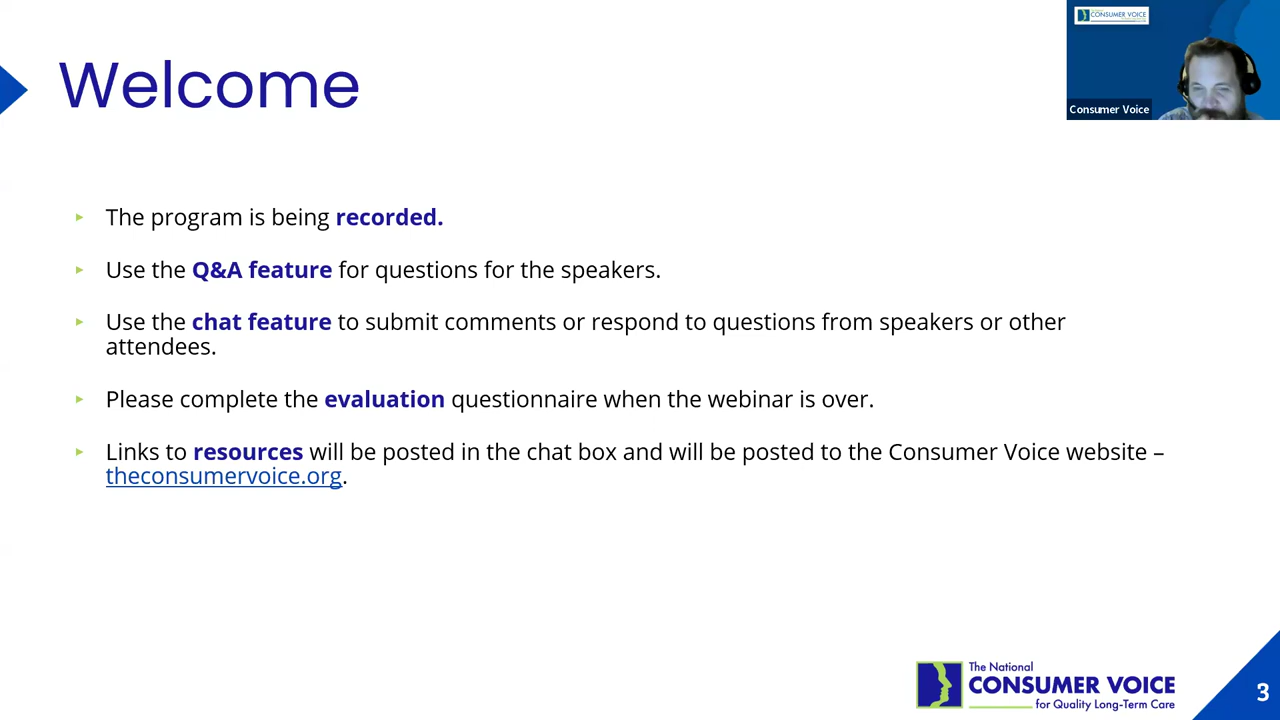 Welcome
The program is being recorded.
Use the Q&A feature for questions for the speakers.
Use the chat feature to submit comments or respond to questions from speakers or other
attendees.
Please complete the evaluation questionnaire when the webinar is over.
Links to resources will be posted in the chat box and will be posted to the Consumer Voice website –
theconsumervoice.org.
CONSUMER VOICE
Consumer Voice
The National
CONSUMER VOICE
for Quality Long-Term Care
3